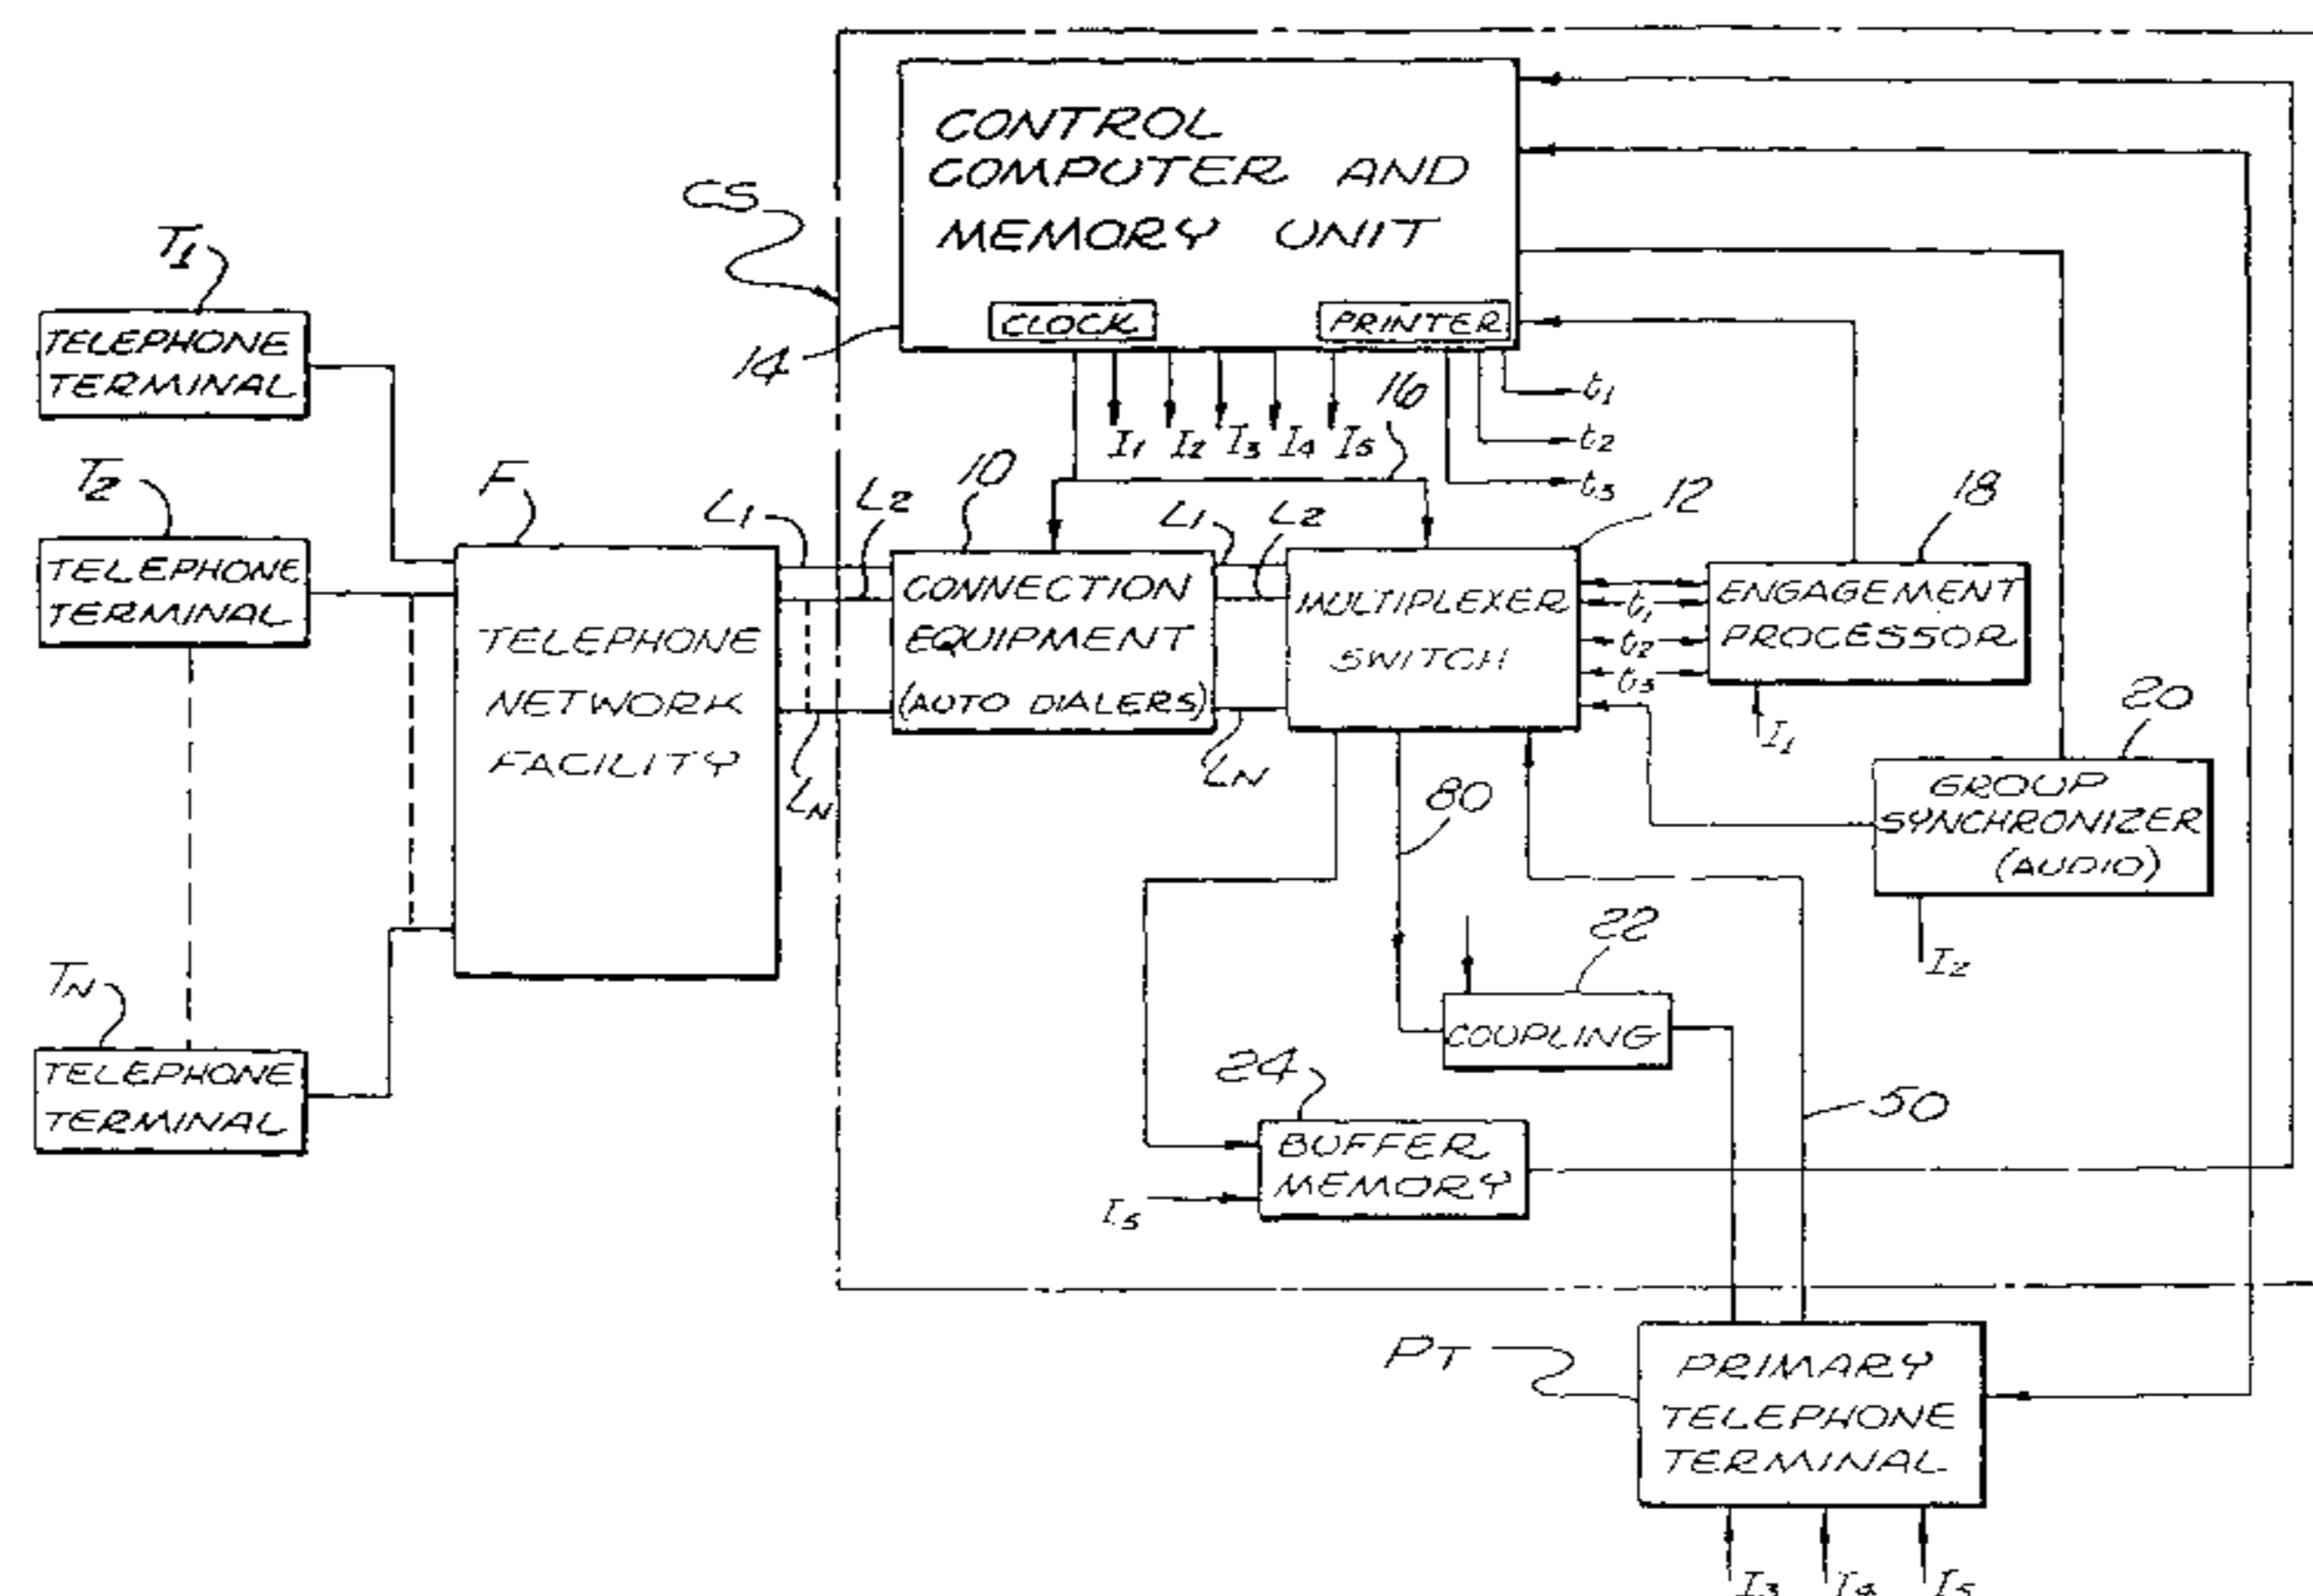 CONTROL
COMPUTER AND
MEMORY UNIT
CLOCK
PRINTER
CS
14
T1
TELEPHONE
TERMINAL
T2
TELEPHONE
TERMINAL
TN
TELEPHONE
TERMINAL
F
TELEPHONE
NETWORK
FACILITY
I1 I2 I3 I4 I5
16
t1
t2
t3
L1
L2
LN
10
CONNECTION
EQUIPMENT
(AUTO DIALERS)
L1
L2
LN
12
MULTIPLEXER
SWITCH
t1
t2
t3
18
ENGAGEMENT
PROCESSOR
I1
20
GROUP
SYNCHRONIZER
(AUDIO)
I2
80
22
COUPLING
24
BUFFER
MEMORY
I5
50
PT
PRIMARY
TELEPHONE
TERMINAL
I3 I4 I5